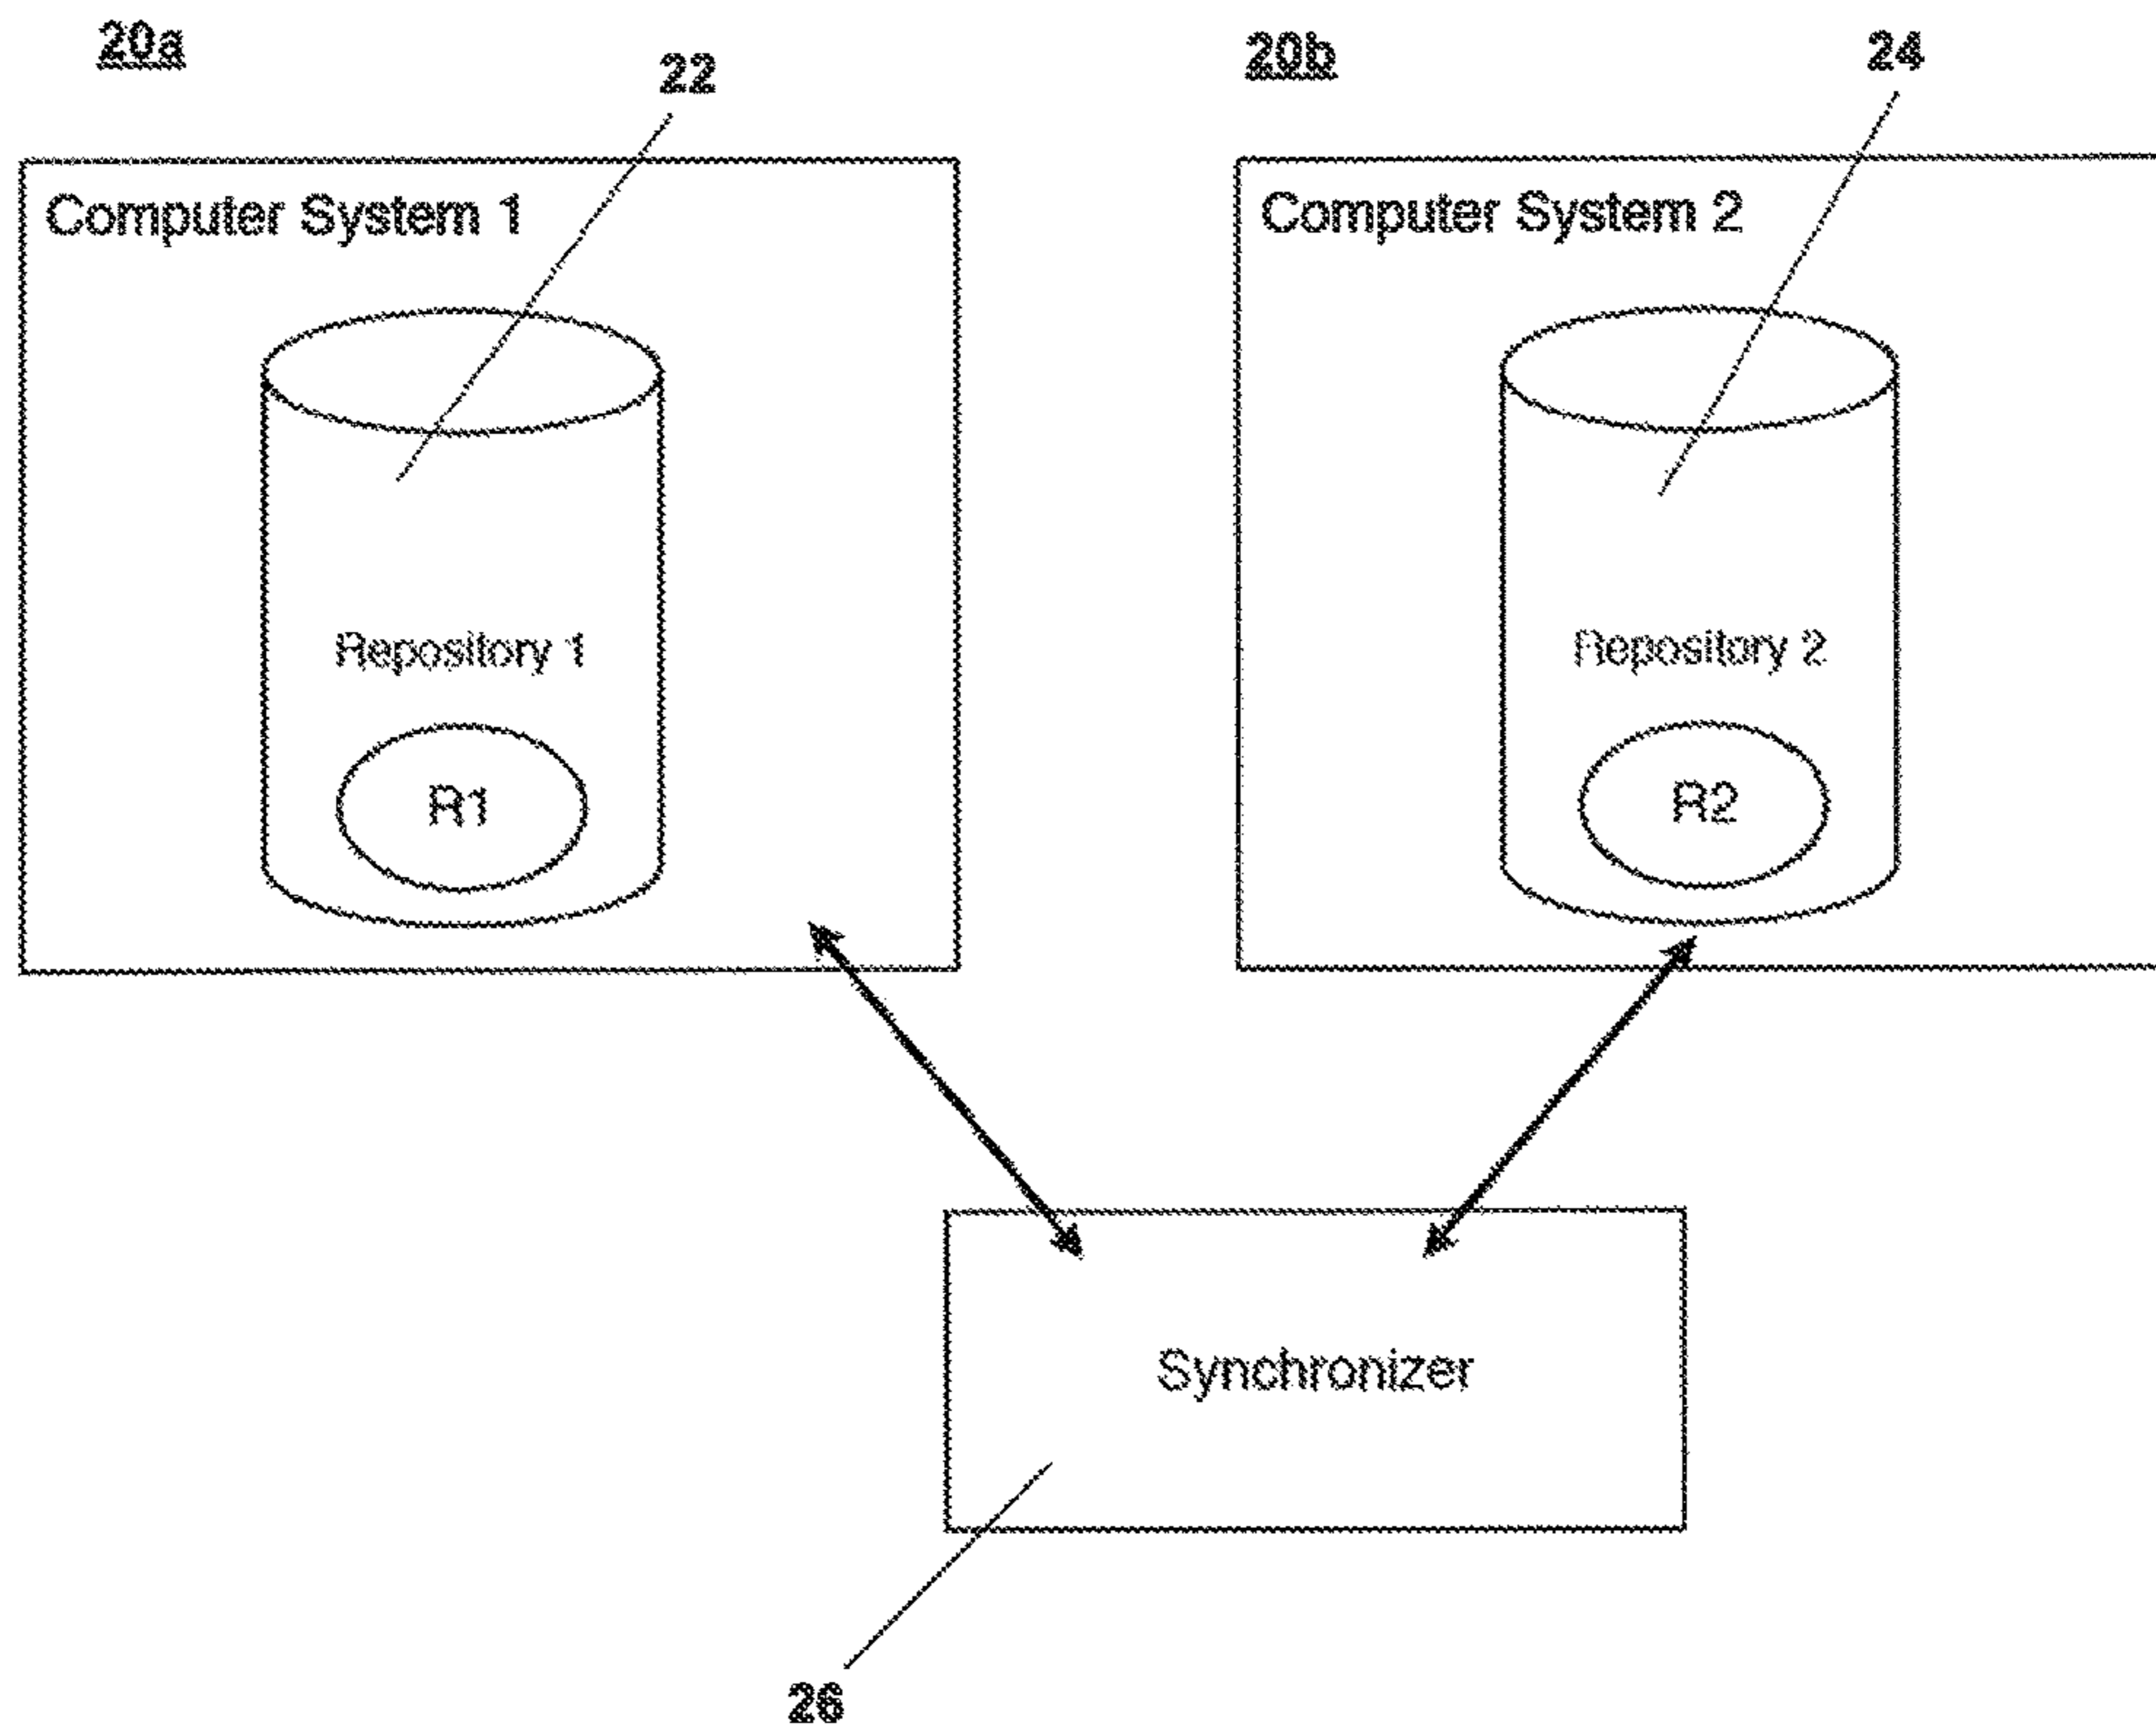 20a
22
20b
24
Computer System 1
Computer System 2
Repository 1
Repository 2
R1
R2
Synchronizer
26